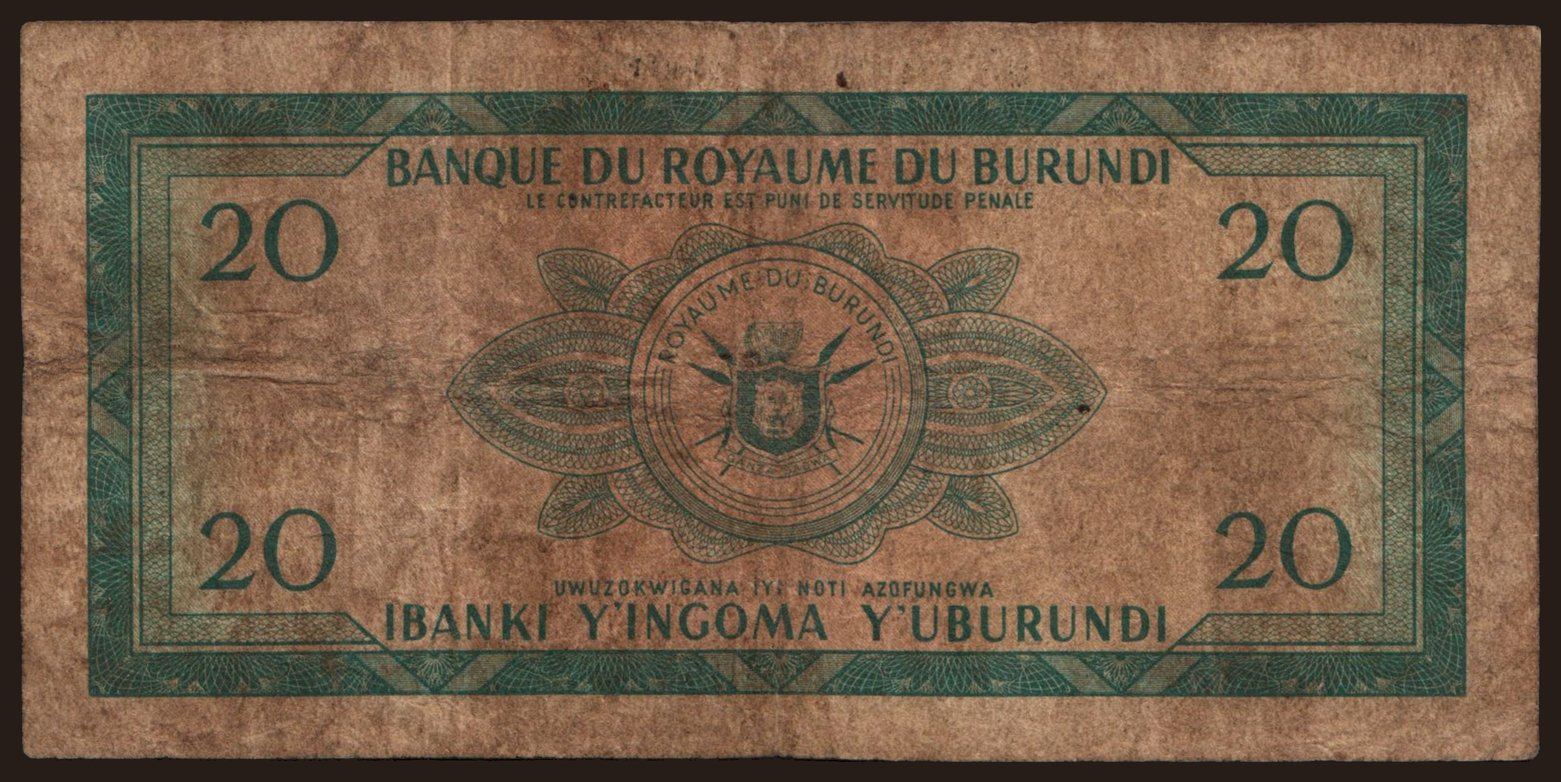 BANQUE DU ROYAUME DU BURUNDI
LE CONTREFACTEUR EST PUNI DE SERVITUDE PENALE
20
20
ROYAUME DU BURUNDI
20
20
UWUZOKWIGANA IYI NOTI AZOFUNGWA
IBANKI Y'INGOMA Y'UBURUNDI